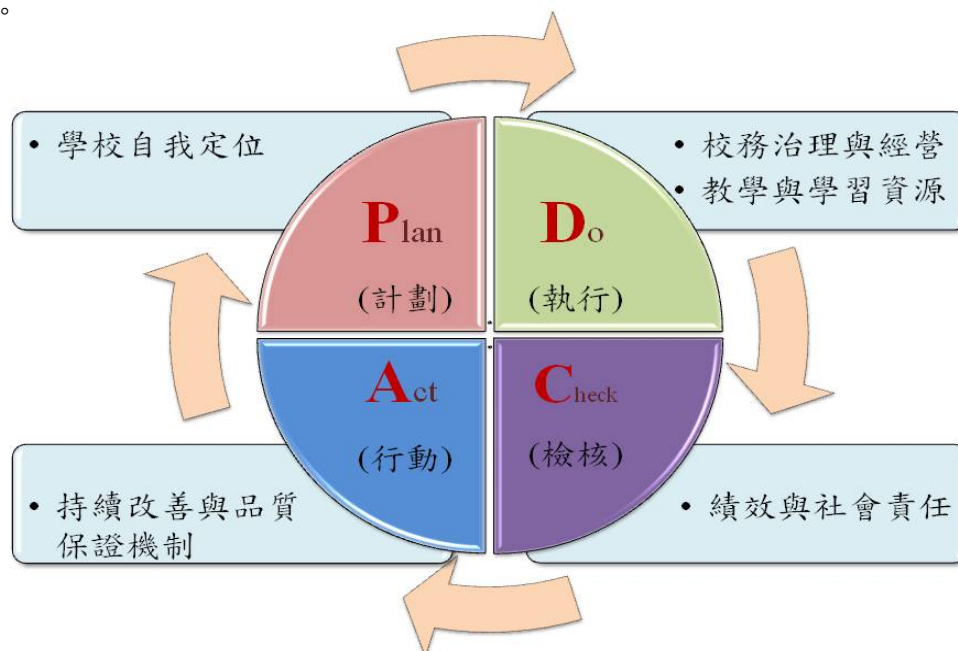 。
• 學校自我定位
• 校務治理與經營
• 教學與學習資源
Plan
(計劃)
Do
(執行)
Act
(行動)
Check
(檢核)
• 持續改善與品質
保證機制
• 績效與社會責任